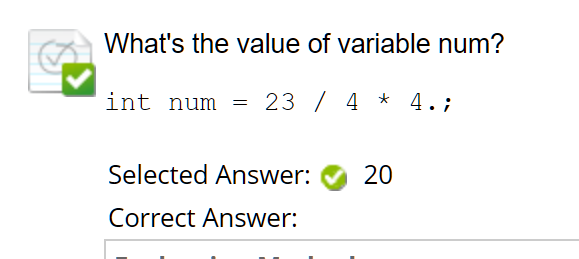 What's the value of variable num?
int num = 23 / 4 * 4.;
Selected Answer: 20
Correct Answer: